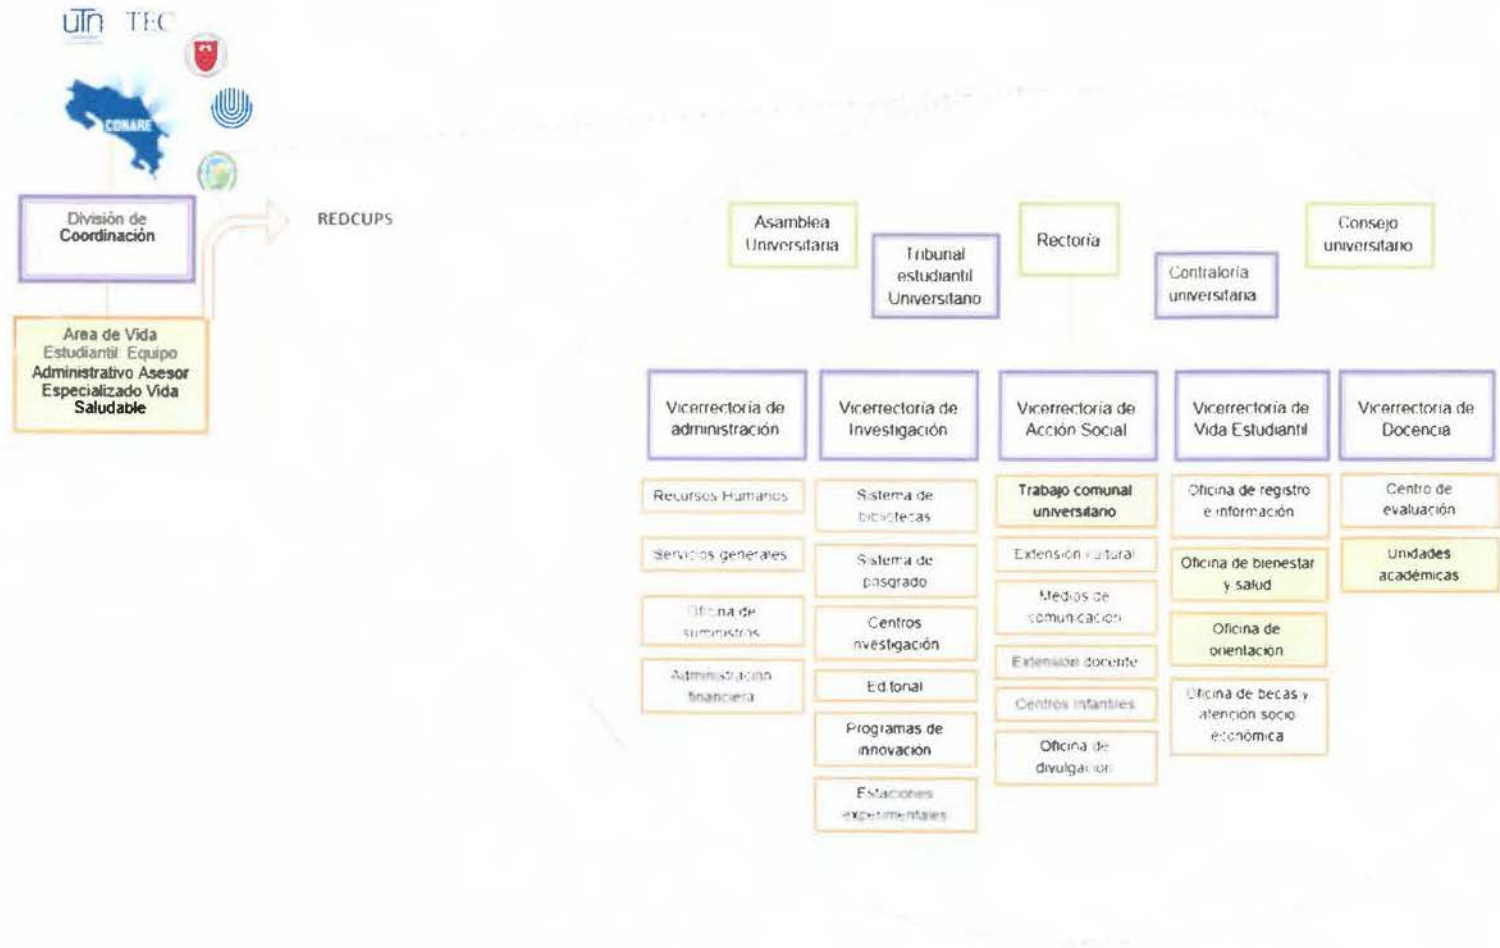 utn TEC
CONARE
División de
Coordinación
REDCUPS
Area de Vida
Estudiantil Equipo
Administrativo Asesor
Especializado Vida
Saludable
Asamblea
Universitaria
Tribunal
estudiantil
Universitario
Rectoría
Contraloría
universitaria
Consejo
universitario
Vicerrectoría de
administración
Vicerrectoría de
Investigación
Vicerrectoría de
Acción Social
Vicerrectoría de
Vida Estudiantil
Vicerrectoría de
Docencia
Recursos Humanos
Servicios generales
Oficina de
suministros
Administración
financiera
Sistema de
bibliotecas
Sistema de
posgrado
Centros
nvestigación
Editorial
Programas de
innovación
Estaciones
experimentales
Trabajo comunal
universitario
Extensión cultural
Medios de
comunicación
Extensión docente
Centros infantiles
Oficina de
divulgación
Oficina de registro
e información
Oficina de bienestar
y salud
Oficina de
orientación
Oficina de becas y
atención socio
económica
Centro de
evaluación
Unidades
académicas